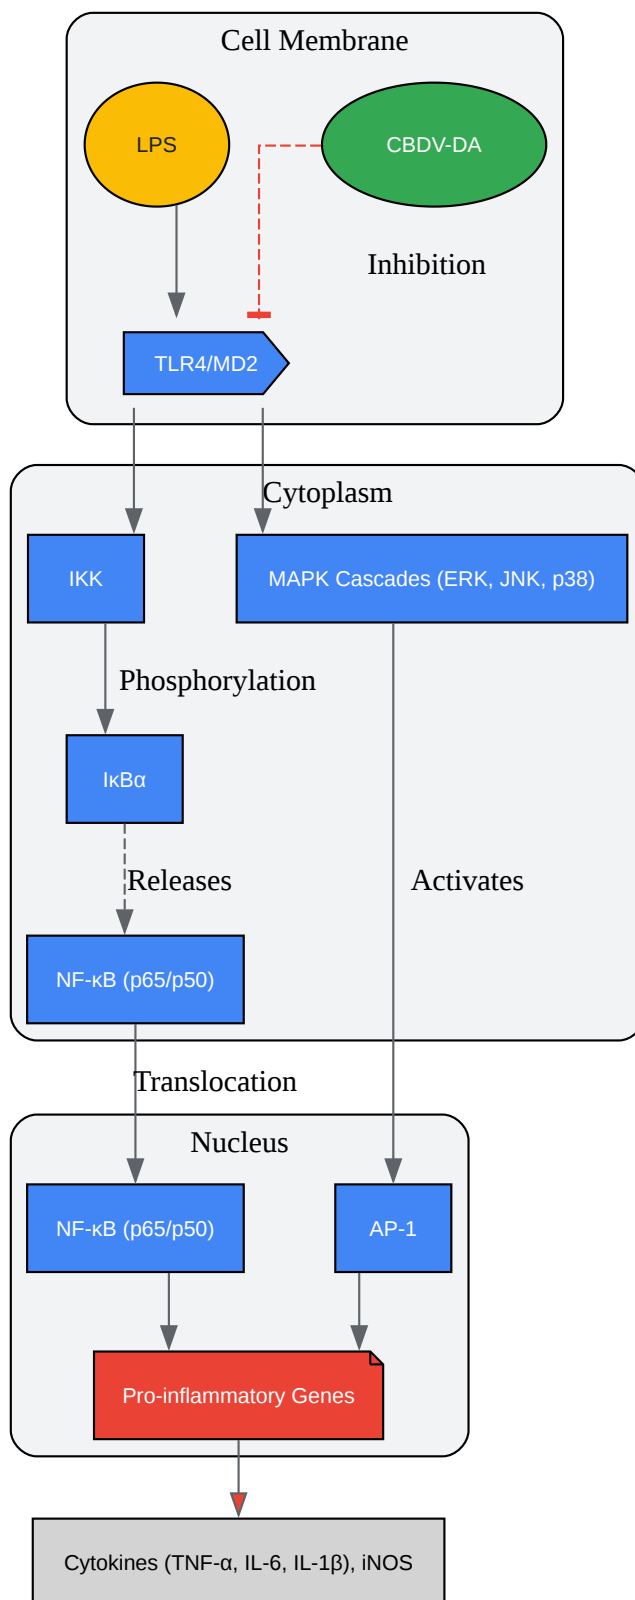 Cell Membrane
LPS
CBDV-DA
Inhibition
TLR4/MD2
Cytoplasm
IKK
MAPK Cascades (ERK, JNK, p38)
Phosphorylation
IκBα
Releases
Activates
NF-κB (p65/p50)
Translocation
Nucleus
NF-κB (p65/p50)
AP-1
Pro-inflammatory Genes
Cytokines (TNF-α, IL-6, IL-1β), iNOS